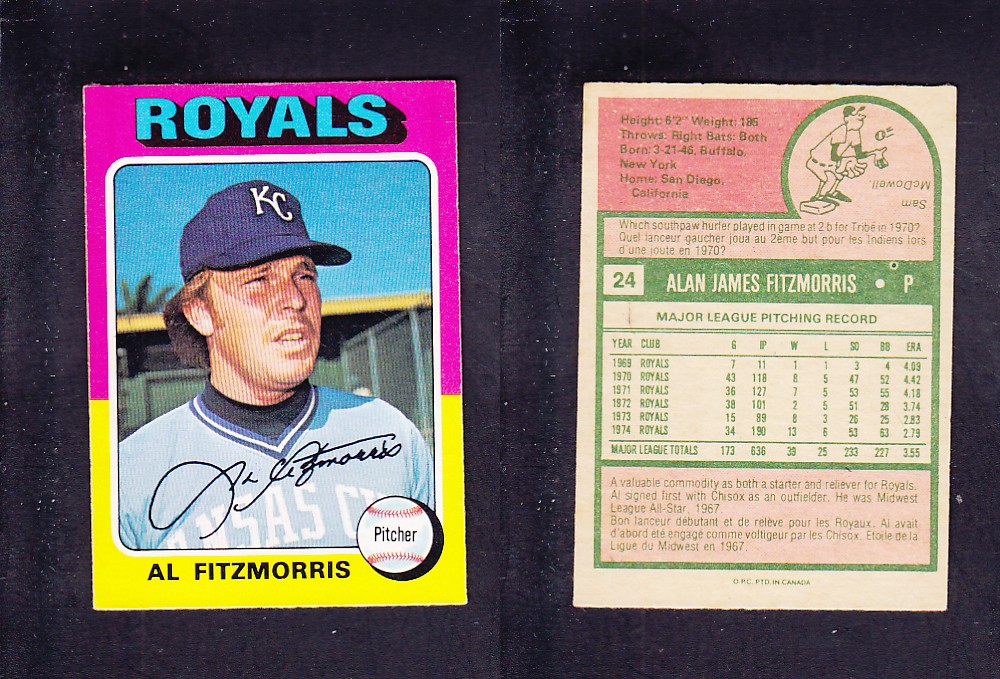 ROYALS
KC
Al Fitzmorris
KANSAS CI
Pitcher
AL FITZMORRIS
Height: 6'2" Weight: 185
Throws: Right Bats: Both
Born: 3-21-46, Buffalo,
New York
Home: San Diego,
California
Sam
McDowell
Which southpaw hurler played in game at 2 b for Tribe in 1970?
Quel lanceur gaucher joua au 2ème but pour les Indiens lors
d'une joute en 1970?
24 ALAN JAMES FITZMORRIS • P
MAJOR LEAGUE PITCHING RECORD
YEAR CLUB G IP W L SO BB ERA
1969 ROYALS 7 11 1 1 3 4 4.09
1970 ROYALS 43 118 8 5 47 52 4.42
1971 ROYALS 36 127 7 5 53 55 4.18
1972 ROYALS 38 101 2 5 51 28 3.74
1973 ROYALS 15 89 8 3 26 25 2.83
1974 ROYALS 34 190 13 6 53 63 2.79
MAJOR LEAGUE TOTALS 173 636 39 25 233 227 3.55
A valuable commodity as both a starter and reliever for Royals.
Al signed first with Chisox as an outfielder. He was Midwest
League All-Star, 1967.
Bon lanceur débutant et de relève pour les Royaux. Al avait
d'abord ete engagé comme voltigeur par les Chisox. Etoile de la
Ligue du Midwest en 1967.
O.P.C. PTD. IN CANADA